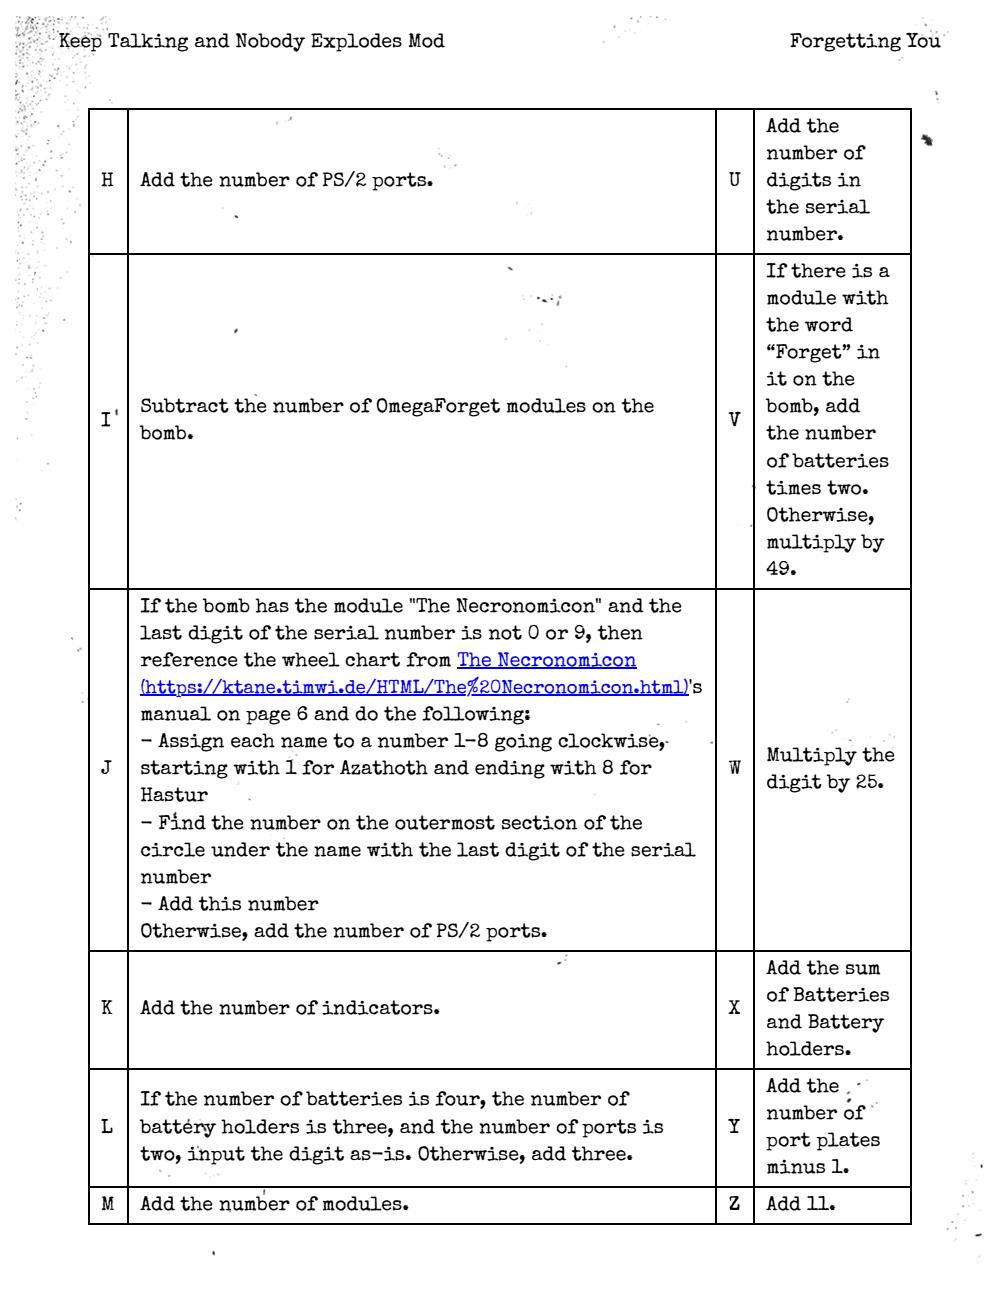 Keep Talking and Nobody Explodes Mod
Forgetting You
H
Add the number of PS/2 ports.
U
Add the
number of
digits in
the serial
number.
I
Subtract the number of OmegaForget modules on the
bomb.
V
If there is a
module with
the word
“Forget” in
it on the
bomb, add
the number
of batteries
times two.
Otherwise,
multiply by
49.
J
If the bomb has the module "The Necronomicon" and the
last digit of the serial number is not 0 or 9, then
reference the wheel chart from The Necronomicon
(https://ktane.timwi.de/HTML/The%20Necronomicon.html)'s
manual on page 6 and do the following:
– Assign each name to a number 1-8 going clockwise,
starting with 1 for Azathoth and ending with 8 for
Hastur
– Find the number on the outermost section of the
circle under the name with the last digit of the serial
number
– Add this number
Otherwise, add the number of PS/2 ports.
W
Multiply the
digit by 25.
K
Add the number of indicators.
X
Add the sum
of Batteries
and Battery
holders.
L
If the number of batteries is four, the number of
battery holders is three, and the number of ports is
two, input the digit as-is. Otherwise, add three.
Y
Add the
number of
port plates
minus 1.
M
Add the number of modules.
Z
Add 11.